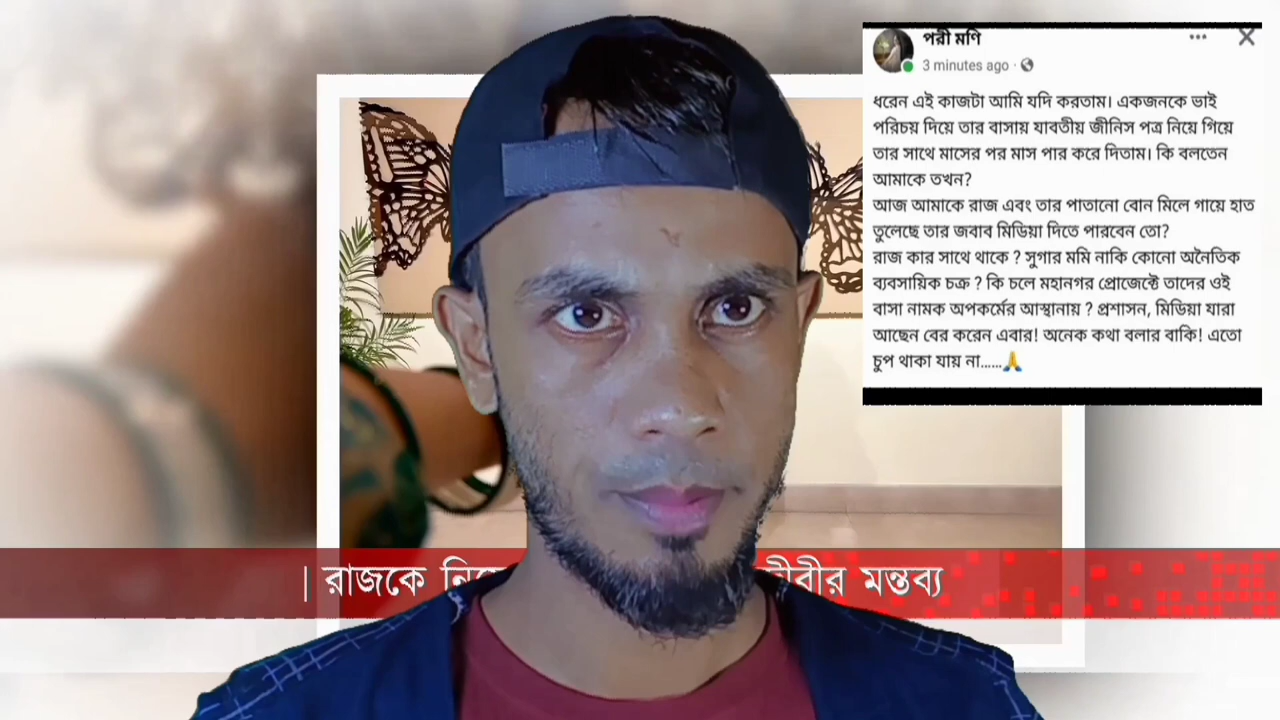 পরী মণি
3 minutes ago
ধরেন এই কাজটা আমি যদি করতাম। একজনকে ভাই
পরিচয় দিয়ে তার বাসায় যাবতীয় জীনিস পত্র নিয়ে গিয়ে
তার সাথে মাসের পর মাস পার করে দিতাম। কি বলতেন
আমাকে তখন?
আজ আমাকে রাজ এবং তার পাতানো বোন মিলে গায়ে হাত
তুলেছে তার জবাব মিডিয়া দিতে পারবেন তো?
রাজ কার সাথে থাকে ? সুগার মমি নাকি কোনো অনৈতিক
ব্যবসায়িক চক্র ? কি চলে মহানগর প্রোজেক্টে তাদের ওই
বাসা নামক অপকর্মের আস্থানায় ? প্রশাসন, মিডিয়া যারা
আছেন বের করেন এবার! অনেক কথা বলার বাকি! এতো
চুপ থাকা যায় না......🙏
| রাজকে মন্তব্য